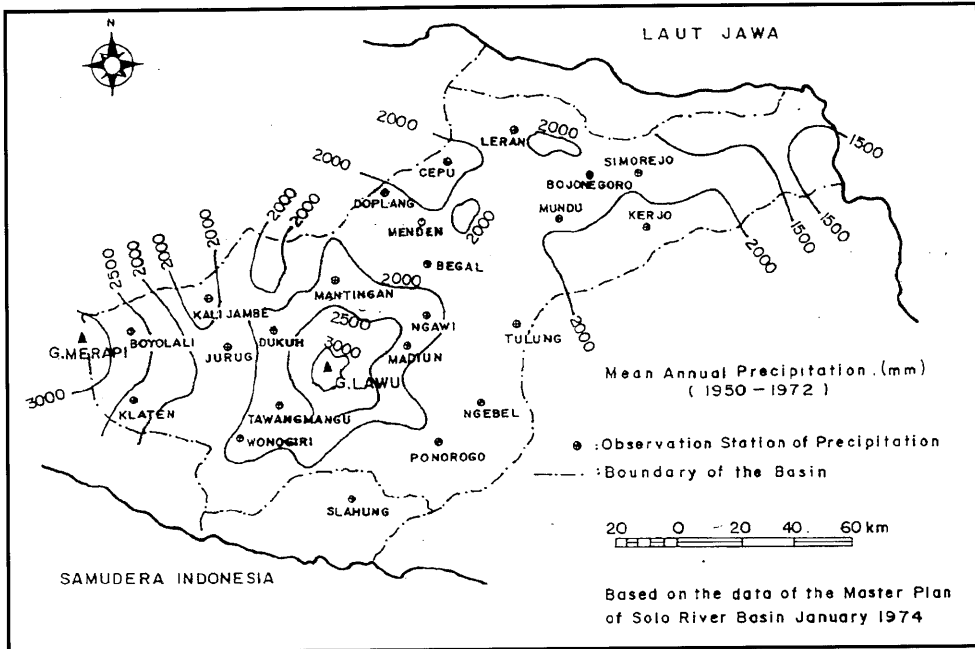 N
LAUT JAWA
2000
LERAN
2000
1500
2000
CEPU
SIMOREJO
BOJONEGORO
DOPLANG
2000
2000
MENDEN
2000
MUNDU
KERJO
1500
1500
2000
2000
2000
2500
BEGAL
2000
MANTINGAN
2000
KALIJAMBE
2500
NGAWI
TULUNG
2000
G.MERAPI
BOYOLALI
JURUG
DUKUH
3000
MADIUN
G.LAWU
Mean Annual Precipitation.(mm)
(1950-1972)
3000
KLATEN
TAWANGMANGU
NGEBEL
WONOGIRI
PONOROGO
:Observation Station of Precipitation
:Boundary of the Basin
SLAHUNG
20 0 20 40 60 km
SAMUDERA INDONESIA
Based on the data of the Master Plan
of Solo River Basin January 1974